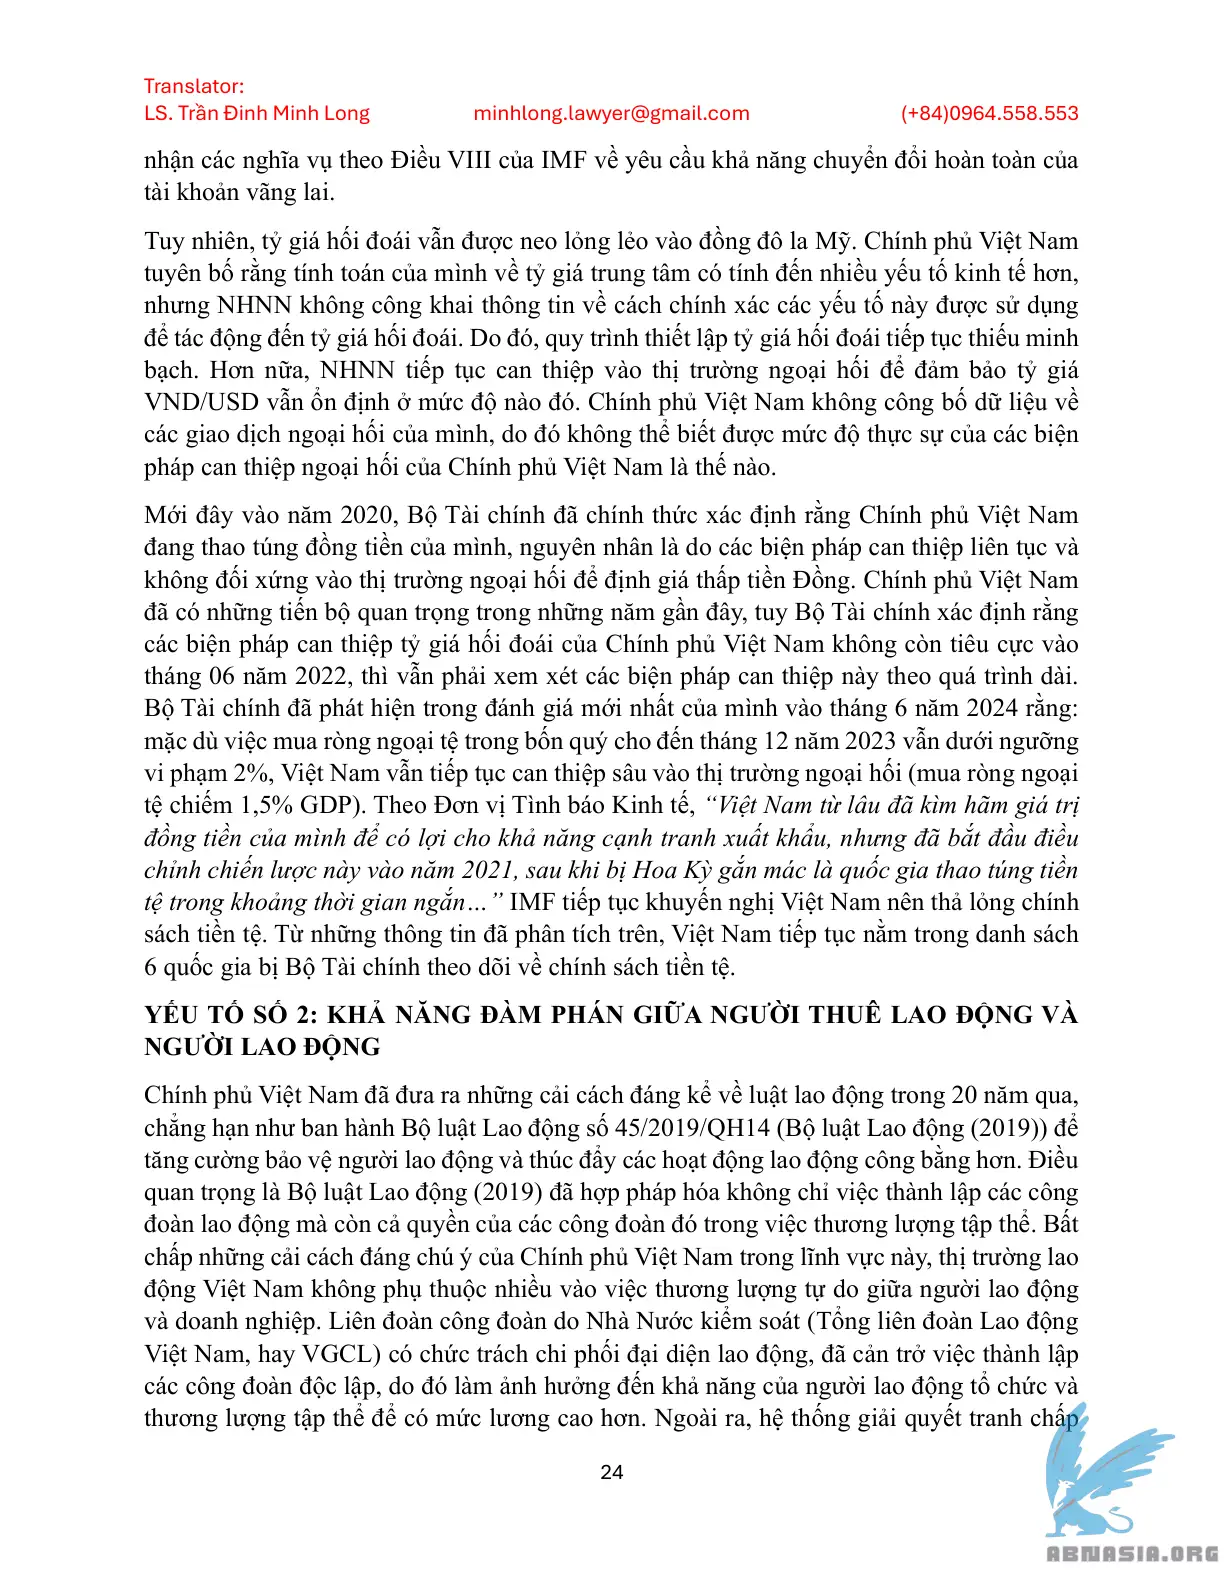 Translator:
LS. Trần Đinh Minh Long minhlong.lawyer@gmail.com (+84)0964.558.553
nhận các nghĩa vụ theo Điều VIII của IMF về yêu cầu khả năng chuyển đổi hoàn toàn của
tài khoản vãng lai.
Tuy nhiên, tỷ giá hối đoái vẫn được neo lỏng lẻo vào đồng đô la Mỹ. Chính phủ Việt Nam
tuyên bố rằng tính toán của mình về tỷ giá trung tâm có tính đến nhiều yếu tố kinh tế hơn,
nhưng NHNN không công khai thông tin về cách chính xác các yếu tố này được sử dụng
để tác động đến tỷ giá hối đoái. Do đó, quy trình thiết lập tỷ giá hối đoái tiếp tục thiếu minh
bạch. Hơn nữa, NHNN tiếp tục can thiệp vào thị trường ngoại hối để đảm bảo tỷ giá
VND/USD vẫn ổn định ở mức độ nào đó. Chính phủ Việt Nam không công bố dữ liệu về
các giao dịch ngoại hối của mình, do đó không thể biết được mức độ thực sự của các biện
pháp can thiệp ngoại hối của Chính phủ Việt Nam là thế nào.
Mới đây vào năm 2020, Bộ Tài chính đã chính thức xác định rằng Chính phủ Việt Nam
đang thao túng đồng tiền của mình, nguyên nhân là do các biện pháp can thiệp liên tục và
không đối xứng vào thị trường ngoại hối để định giá thấp tiền Đồng. Chính phủ Việt Nam
đã có những tiến bộ quan trọng trong những năm gần đây, tuy Bộ Tài chính xác định rằng
các biện pháp can thiệp tỷ giá hối đoái của Chính phủ Việt Nam không còn tiêu cực vào
tháng 06 năm 2022, thì vẫn phải xem xét các biện pháp can thiệp này theo quá trình dài.
Bộ Tài chính đã phát hiện trong đánh giá mới nhất của mình vào tháng 6 năm 2024 rằng:
mặc dù việc mua ròng ngoại tệ trong bốn quý cho đến tháng 12 năm 2023 vẫn dưới ngưỡng
vi phạm 2%, Việt Nam vẫn tiếp tục can thiệp sâu vào thị trường ngoại hối (mua ròng ngoại
tệ chiếm 1,5% GDP). Theo Đơn vị Tình báo Kinh tế, “Việt Nam từ lâu đã kìm hãm giá trị
đồng tiền của mình để có lợi cho khả năng cạnh tranh xuất khẩu, nhưng đã bắt đầu điều
chỉnh chiến lược này vào năm 2021, sau khi bị Hoa Kỳ gắn mác là quốc gia thao túng tiền
tệ trong khoảng thời gian ngắn…” IMF tiếp tục khuyến nghị Việt Nam nên thả lỏng chính
sách tiền tệ. Từ những thông tin đã phân tích trên, Việt Nam tiếp tục nằm trong danh sách
6 quốc gia bị Bộ Tài chính theo dõi về chính sách tiền tệ.
YẾU TỐ SỐ 2: KHẢ NĂNG ĐÀM PHÁN GIỮA NGƯỜI THUÊ LAO ĐỘNG VÀ
NGƯỜI LAO ĐỘNG
Chính phủ Việt Nam đã đưa ra những cải cách đáng kể về luật lao động trong 20 năm qua,
chẳng hạn như ban hành Bộ luật Lao động số 45/2019/QH14 (Bộ luật Lao động (2019)) để
tăng cường bảo vệ người lao động và thúc đẩy các hoạt động lao động công bằng hơn. Điều
quan trọng là Bộ luật Lao động (2019) đã hợp pháp hóa không chỉ việc thành lập các công
đoàn lao động mà còn cả quyền của các công đoàn đó trong việc thương lượng tập thể. Bất
chấp những cải cách đáng chú ý của Chính phủ Việt Nam trong lĩnh vực này, thị trường lao
động Việt Nam không phụ thuộc nhiều vào việc thương lượng tự do giữa người lao động
và doanh nghiệp. Liên đoàn công đoàn do Nhà Nước kiểm soát (Tổng liên đoàn Lao động
Việt Nam, hay VGCL) có chức trách chi phối đại diện lao động, đã cản trở việc thành lập
các công đoàn độc lập, do đó làm ảnh hưởng đến khả năng của người lao động tổ chức và
thương lượng tập thể để có mức lương cao hơn. Ngoài ra, hệ thống giải quyết tranh chấp
24
ABNASIA.ORG